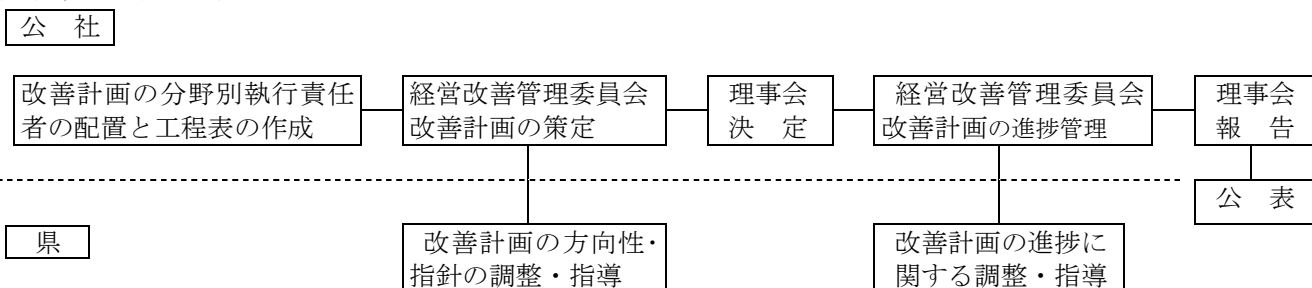 公 社
改善計画の分野別執行責任
者の配置と工程表の作成
経営改善管理委員会
改善計画の策定
理事会
決 定
経営改善管理委員会
改善計画の進捗管理
理事会
報 告
公 表
県
改善計画の方向性・
指針の調整・指導
改善計画の進捗に
関する調整・指導